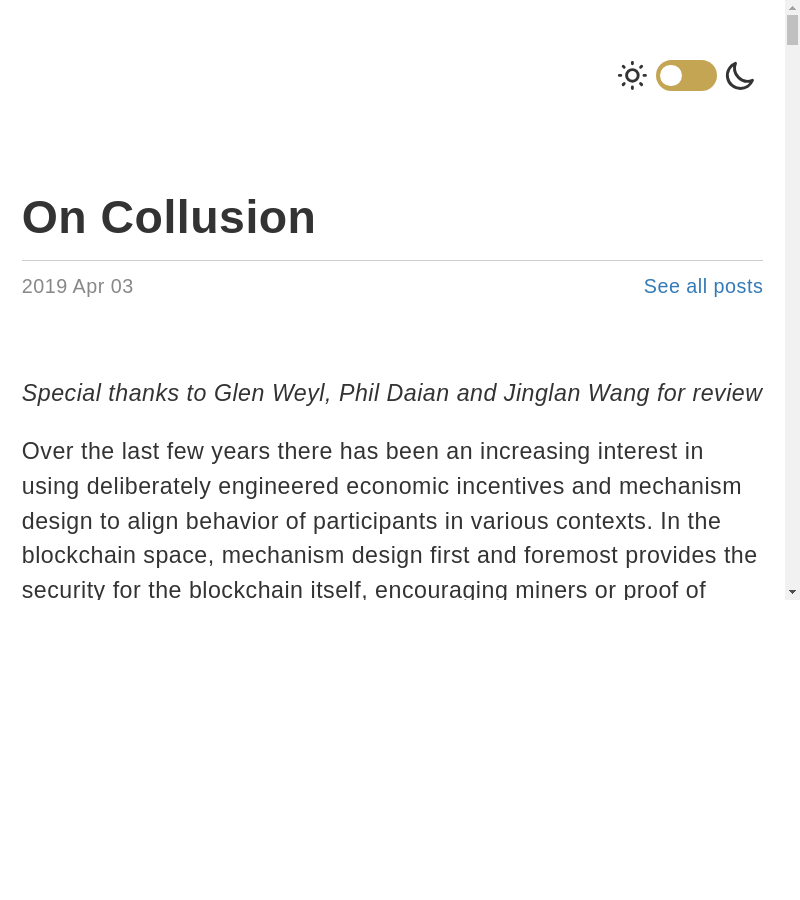 On Collusion
2019 Apr 03
See all posts
Special thanks to Glen Weyl, Phil Daian and Jinglan Wang for review
Over the last few years there has been an increasing interest in
using deliberately engineered economic incentives and mechanism
design to align behavior of participants in various contexts. In the
blockchain space, mechanism design first and foremost provides the
security for the blockchain itself, encouraging miners or proof of